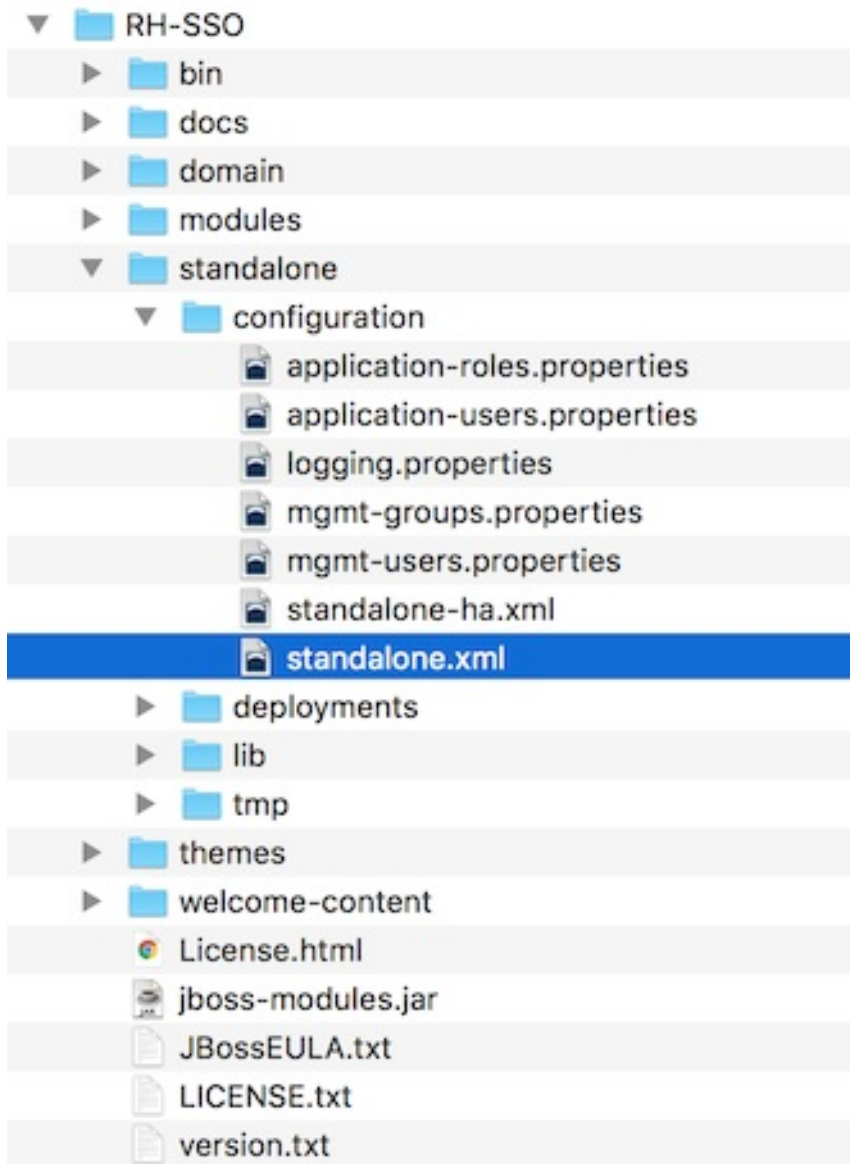 RH-SSO
bin
docs
domain
modules
standalone
configuration
application-roles.properties
application-users.properties
logging.properties
mgmt-groups.properties
mgmt-users.properties
standalone-ha.xml
standalone.xml
deployments
lib
tmp
themes
welcome-content
License.html
jboss-modules.jar
JBossEULA.txt
LICENSE.txt
version.txt